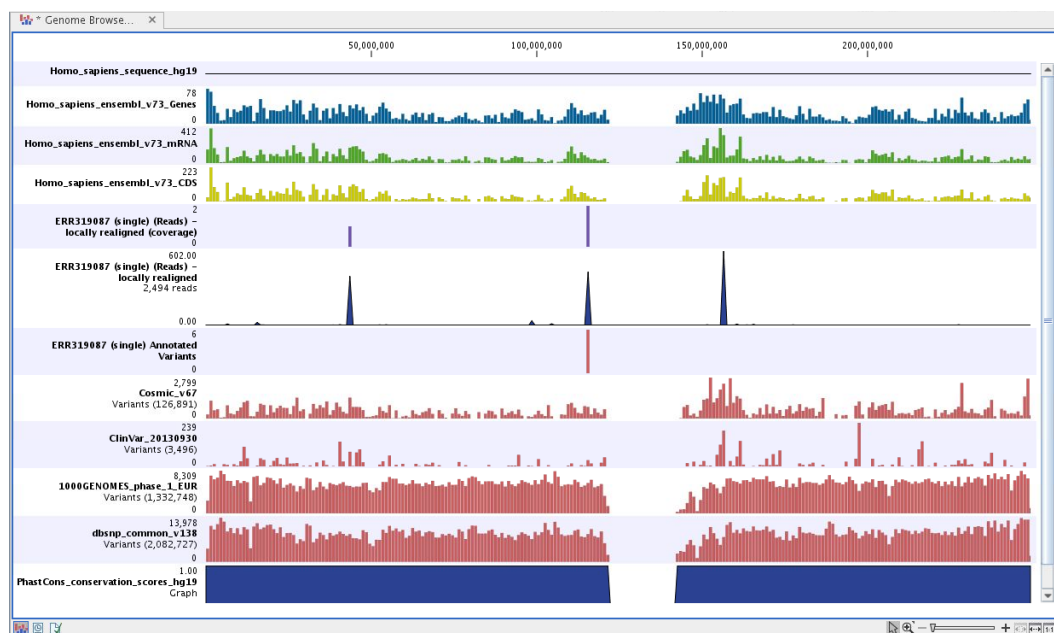 * Genome Browse...
50,000,000 100,000,000 150,000,000 200,000,000
Homo_sapiens_sequence_hg19
78
Homo_sapiens_ensembl_v73_Genes
0
412
Homo_sapiens_ensembl_v73_mRNA
0
223
Homo_sapiens_ensembl_v73_CDS
0
2
ERR319087 (single) (Reads) -
locally realigned (coverage)
0
602.00
ERR319087 (single) (Reads) -
locally realigned
2,494 reads
0.00
6
ERR319087 (single) Annotated
Variants
0
2,799
Cosmic_v67
Variants (126,891)
0
239
ClinVar_20130930
Variants (3,496)
0
8,309
1000GENOMES_phase_1_EUR
Variants (1,332,748)
0
13,978
dbsnp_common_v138
Variants (2,082,727)
0
1.00
PhastCons_conservation_scores_hg19
Graph
0.00